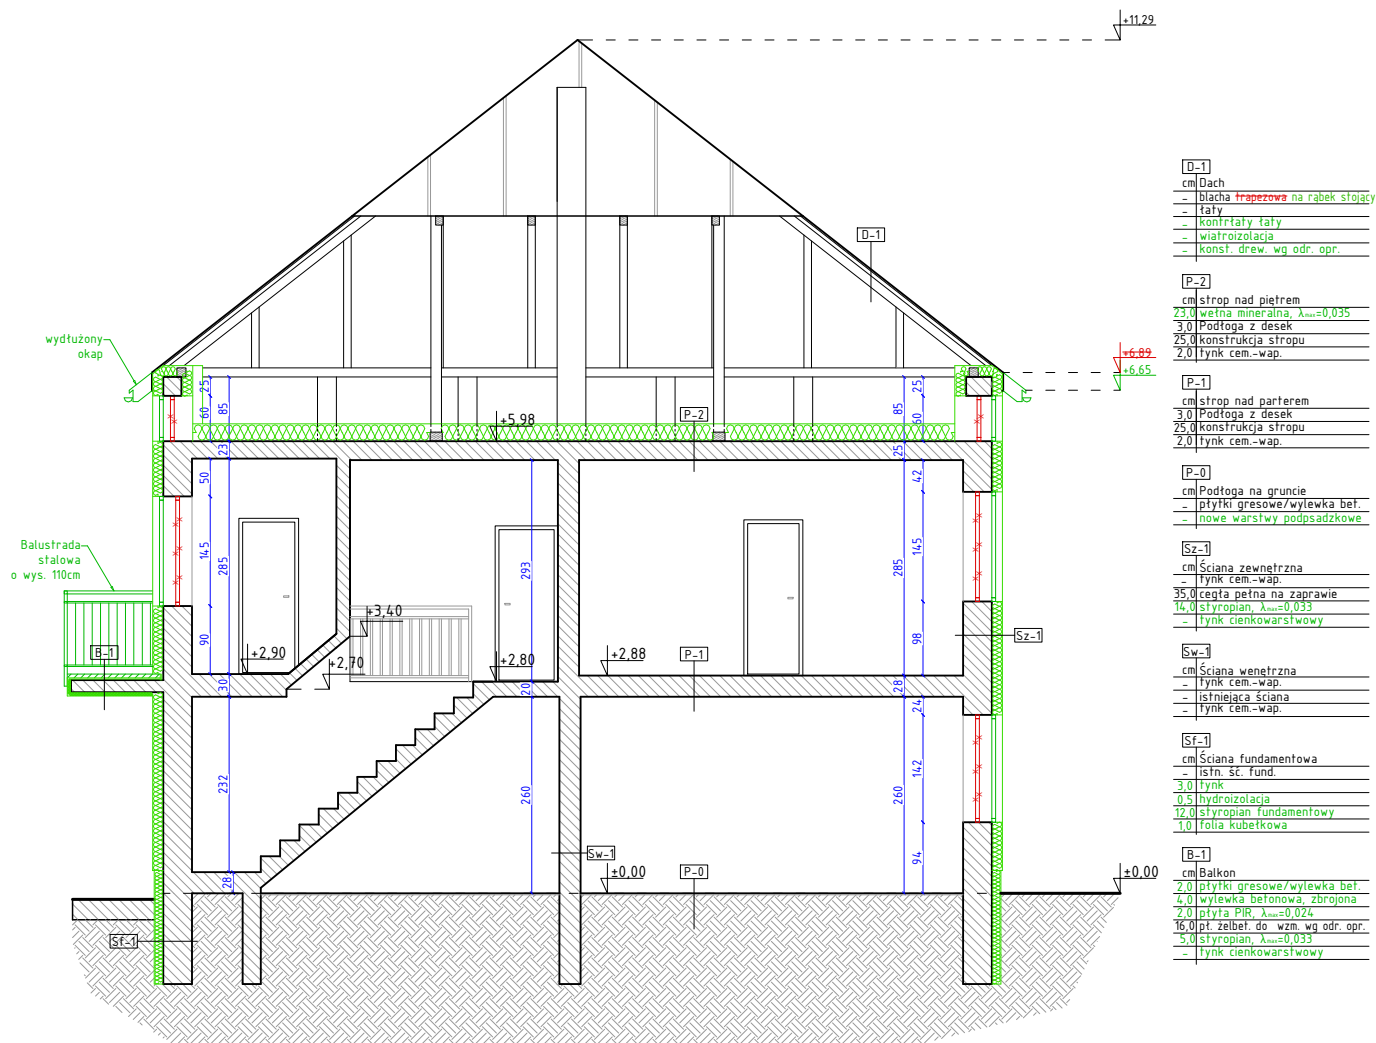 +11,29
D-1
cm Dach
- blacha trapezowa na rąbek stojący
- łaty
- kontrłaty łaty
- wiatroizolacja
- konst. drew. wg odr. opr.
P-2
cm strop nad piętrem
23,0 wełna mineralna, λmax=0,035
3,0 Podłoga z desek
25,0 konstrukcja stropu
2,0 tynk cem.-wap.
P-1
cm strop nad parterem
3,0 Podłoga z desek
25,0 konstrukcja stropu
2,0 tynk cem.-wap.
P-0
cm Podłoga na gruncie
- płytki gresowe/wylewka bet.
- nowe warstwy podpsadzkowe
Sz-1
cm Ściana zewnętrzna
- tynk cem.-wap.
35,0 cegła pełna na zaprawie
14,0 styropian, λmax=0,033
- tynk cienkowarstwowy
Sw-1
cm Ściana wenętrzna
- tynk cem.-wap.
- istniejąca ściana
- tynk cem.-wap.
Sf-1
cm Ściana fundamentowa
- istn. śc. fund.
3,0 tynk
0,5 hydroizolacja
12,0 styropian fundamentowy
1,0 folia kubełkowa
B-1
cm Balkon
2,0 płytki gresowe/wylewka bet.
4,0 wylewka betonowa, zbrojona
2,0 płyta PIR, λmax=0,024
16,0 pł. żelbet. do wzm. wg odr. opr.
5,0 styropian, λmax=0,033
- tynk cienkowarstwowy
D-1
wydłużony
okap
+6,89
+6,65
25
60
85
23
25
85
60
25
+5,98
P-2
50
145
285
90
30
293
42
145
285
98
28
24
Balustrada
stalowa
o wys. 110cm
B-1
+3,40
+2,90
+2,70
+2,80
20
+2,88
P-1
Sz-1
232
28
260
142
260
94
Sw-1
±0,00
P-0
±0,00
Sf-1